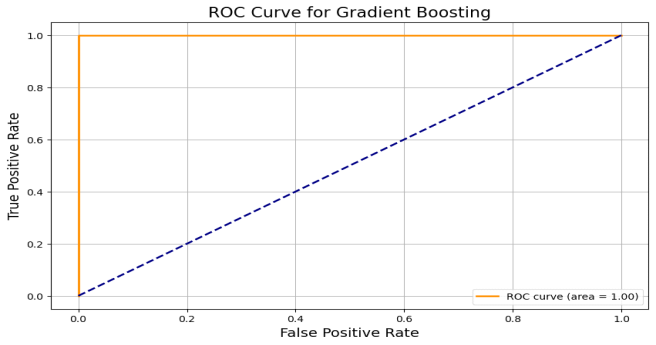 ROC Curve for Gradient Boosting
1.0
0.8
0.6
0.4
0.2
0.0
True Positive Rate
ROC curve (area = 1.00)
0.0 0.2 0.4 0.6 0.8 1.0
False Positive Rate